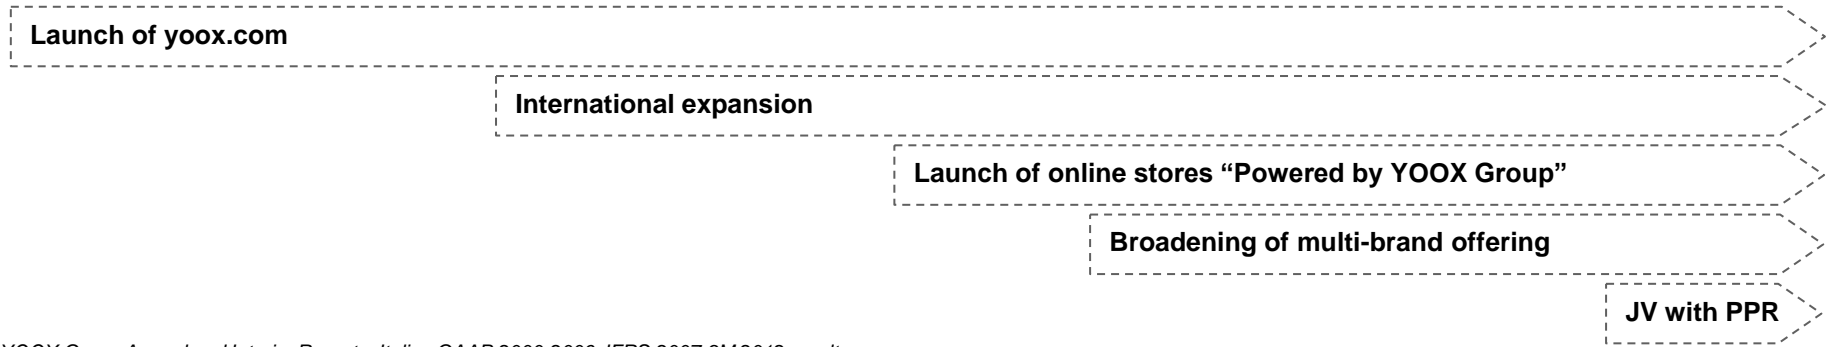 Launch of yoox.com
International expansion
Launch of online stores “Powered by YOOX Group”
Broadening of multi-brand offering
JV with PPR